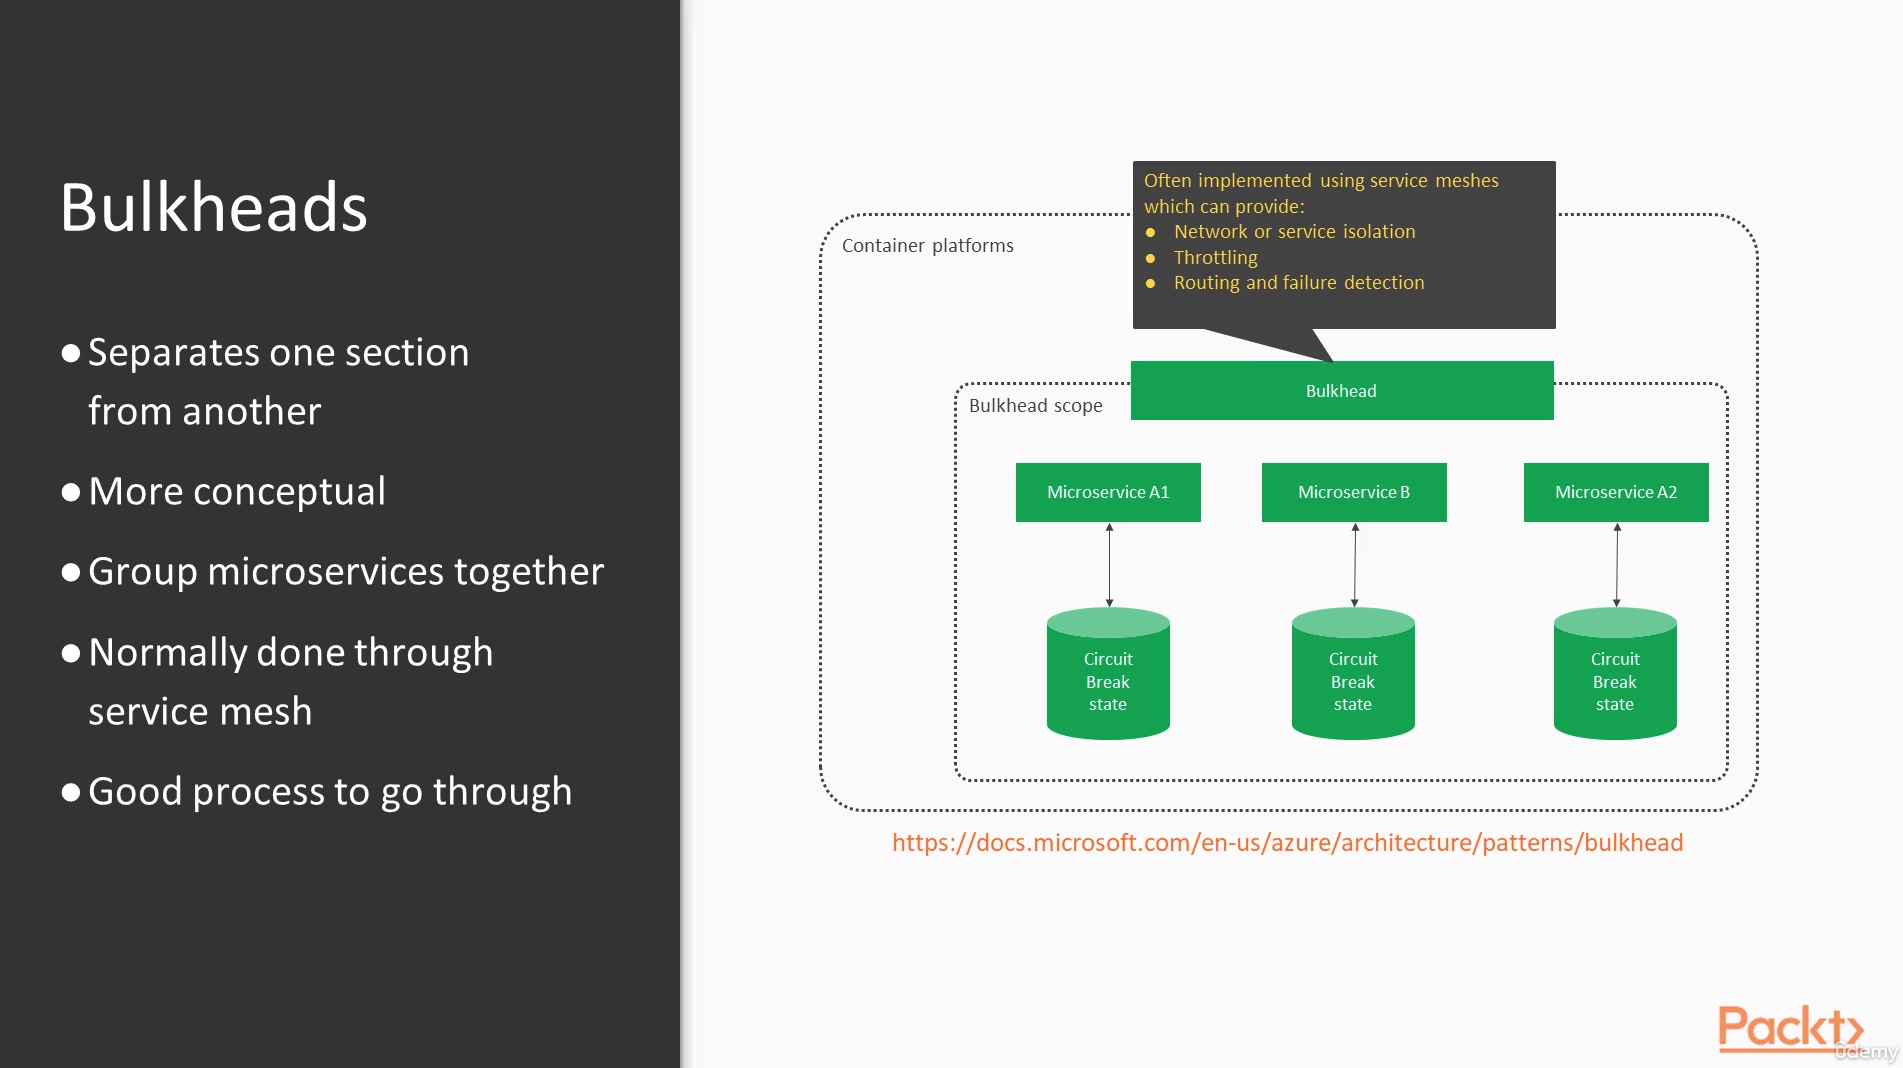 Bulkheads
● Separates one section
from another
● More conceptual
● Group microservices together
● Normally done through
service mesh
● Good process to go through
Often implemented using service meshes
which can provide:
● Network or service isolation
● Throttling
● Routing and failure detection
Container platforms
Bulkhead
Bulkhead scope
Microservice A1
Microservice B
Microservice A2
Circuit
Break
state
Circuit
Break
state
Circuit
Break
state
https://docs.microsoft.com/en-us/azure/architecture/patterns/bulkhead
Packt
ûdemy